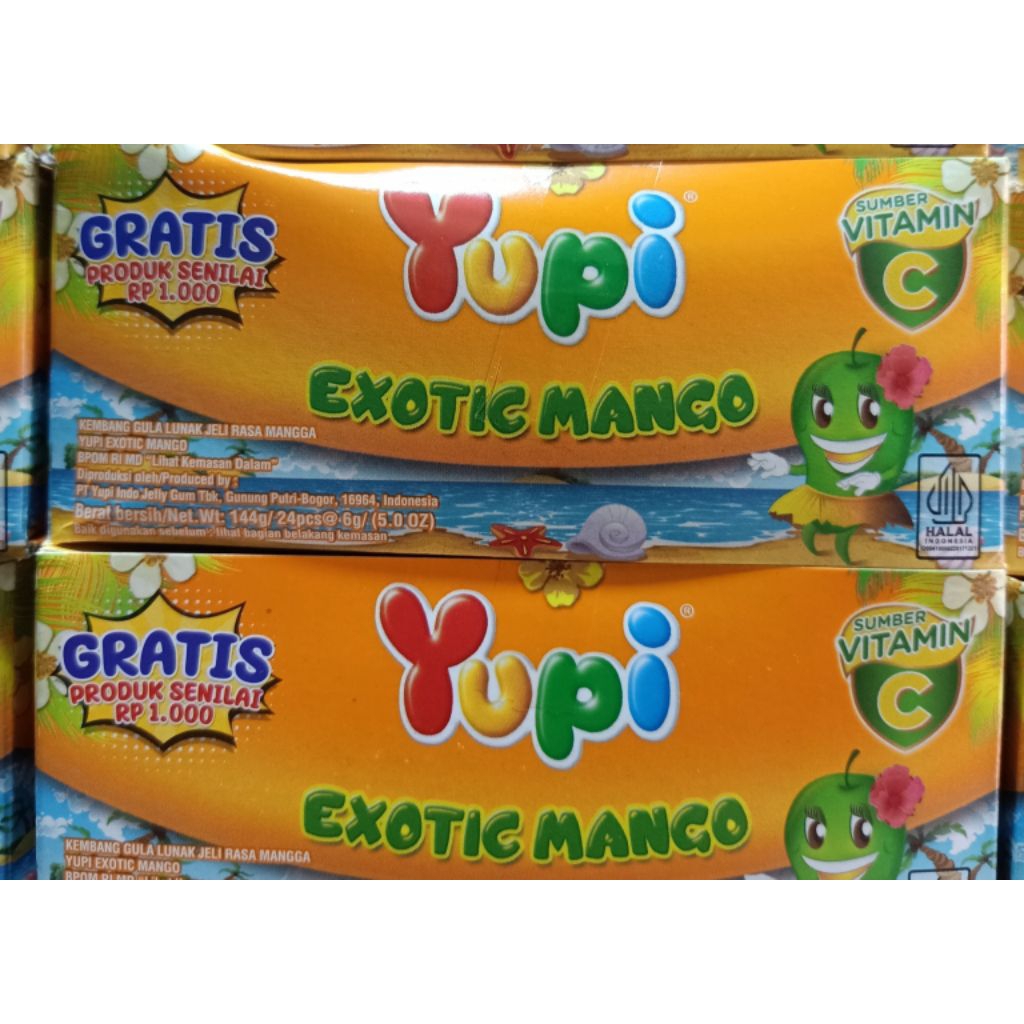 GRATIS
PRODUK SENILAI
RP 1.000
Yupi®
SUMBER
VITAMIN
C
EXOTIC MANGO
KEMBANG GULA LUNAK JELI RASA MANGGA
YUPI EXOTIC MANGO
BPOM RI MD "Lihat Kemasan Dalam"
Diproduksi oleh/Produced by :
PT Yupi Indo Jelly Gum Tbk, Gunung Putri-Bogor, 16964, Indonesia
Berat bersih/Net.Wt: 144g/ 24pcs@ 6g/ (5.0 OZ)
Baik digunakan sebelum : lihat bagian belakang kemasan
HALAL
INDONESIA
GRATIS
PRODUK SENILAI
RP 1.000
Yupi®
SUMBER
VITAMIN
C
EXOTIC MANGO
KEMBANG GULA LUNAK JELI RASA MANGGA
YUPI EXOTIC MANGO
BPOM RI MD